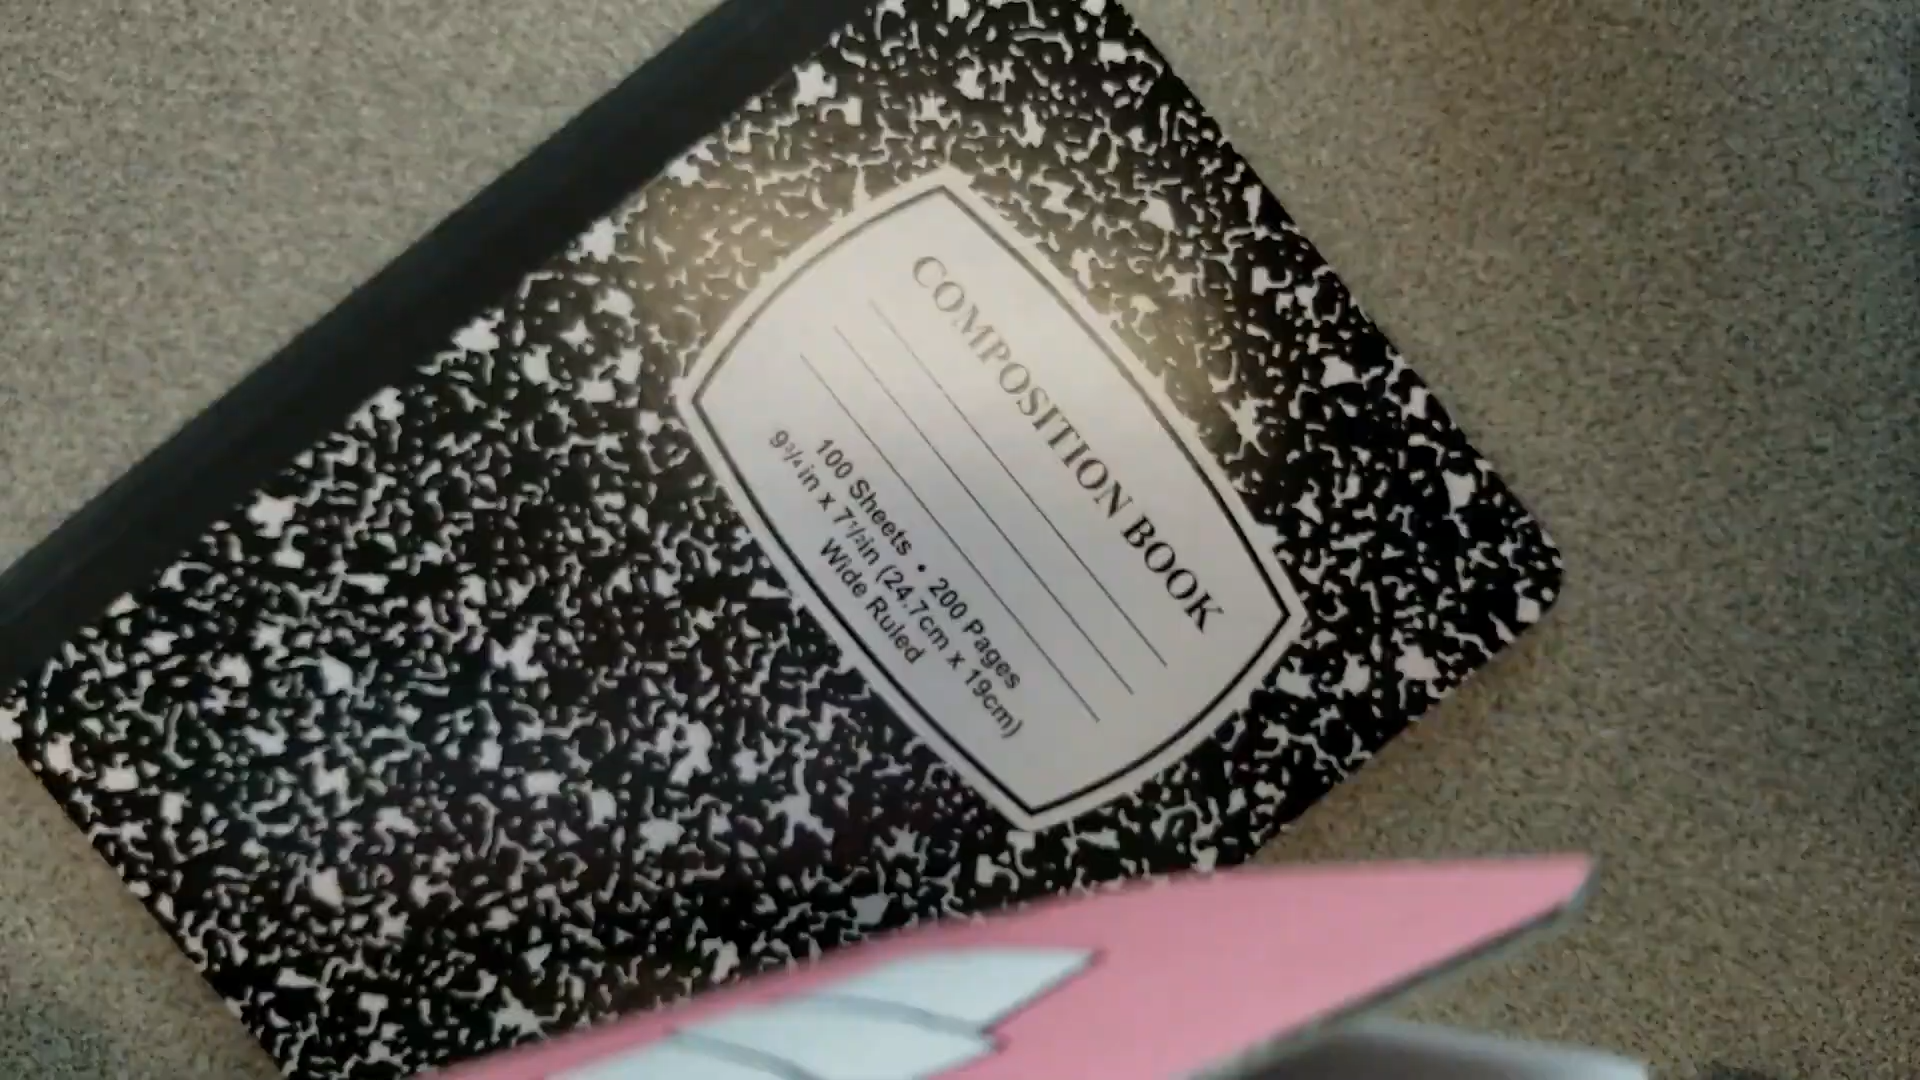 COMPOSITION BOOK
100 Sheets • 200 Pages
9¾in x 7½in (24.7cm x 19cm)
Wide Ruled